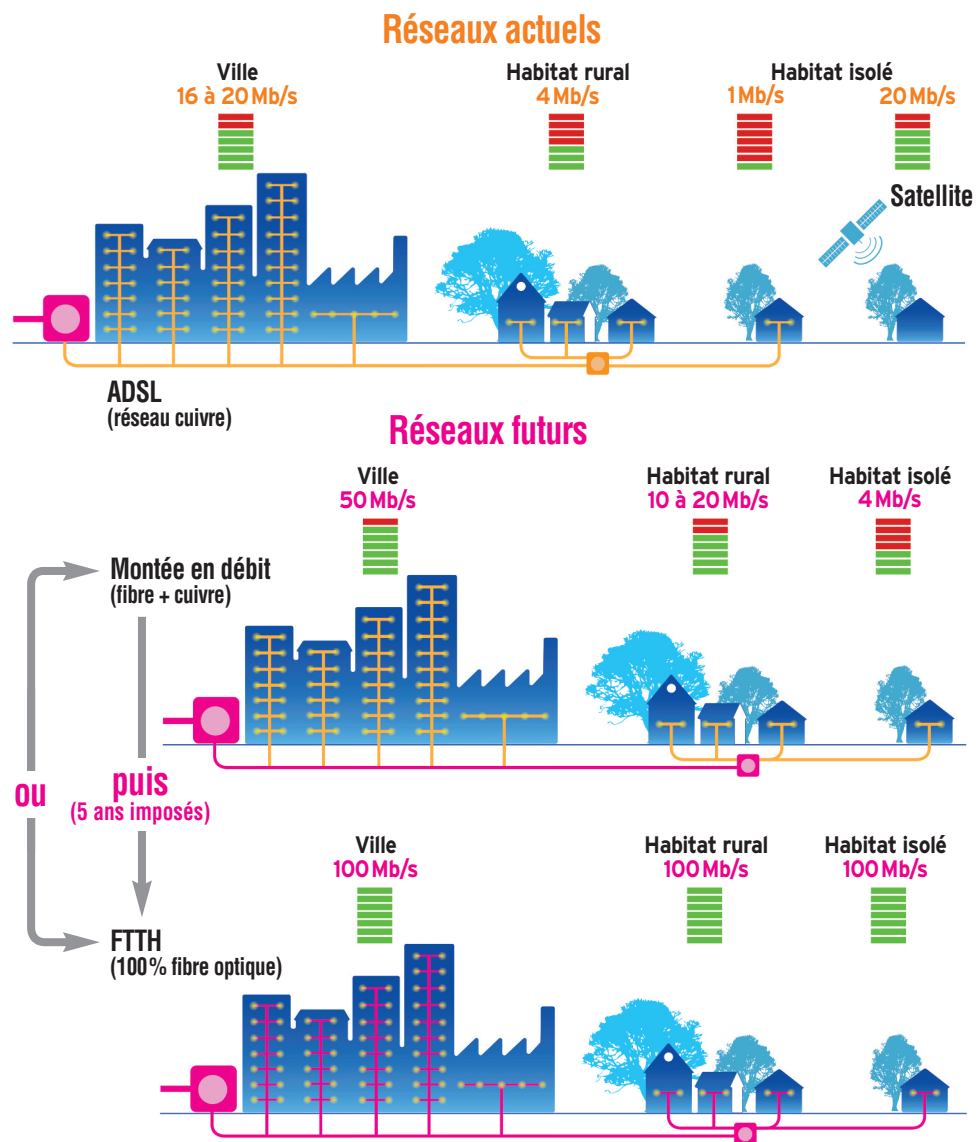 Réseaux actuels
Ville
16 à 20 Mb/s
Habitat rural
4 Mb/s
Habitat isolé
1 Mb/s
20 Mb/s
Satellite
ADSL
(réseau cuivre)
Réseaux futurs
Ville
50 Mb/s
Habitat rural
10 à 20 Mb/s
Habitat isolé
4 Mb/s
Montée en débit
(fibre + cuivre)
ou
puis
(5 ans imposés)
Ville
100 Mb/s
Habitat rural
100 Mb/s
Habitat isolé
100 Mb/s
FTTH
(100 % fibre optique)